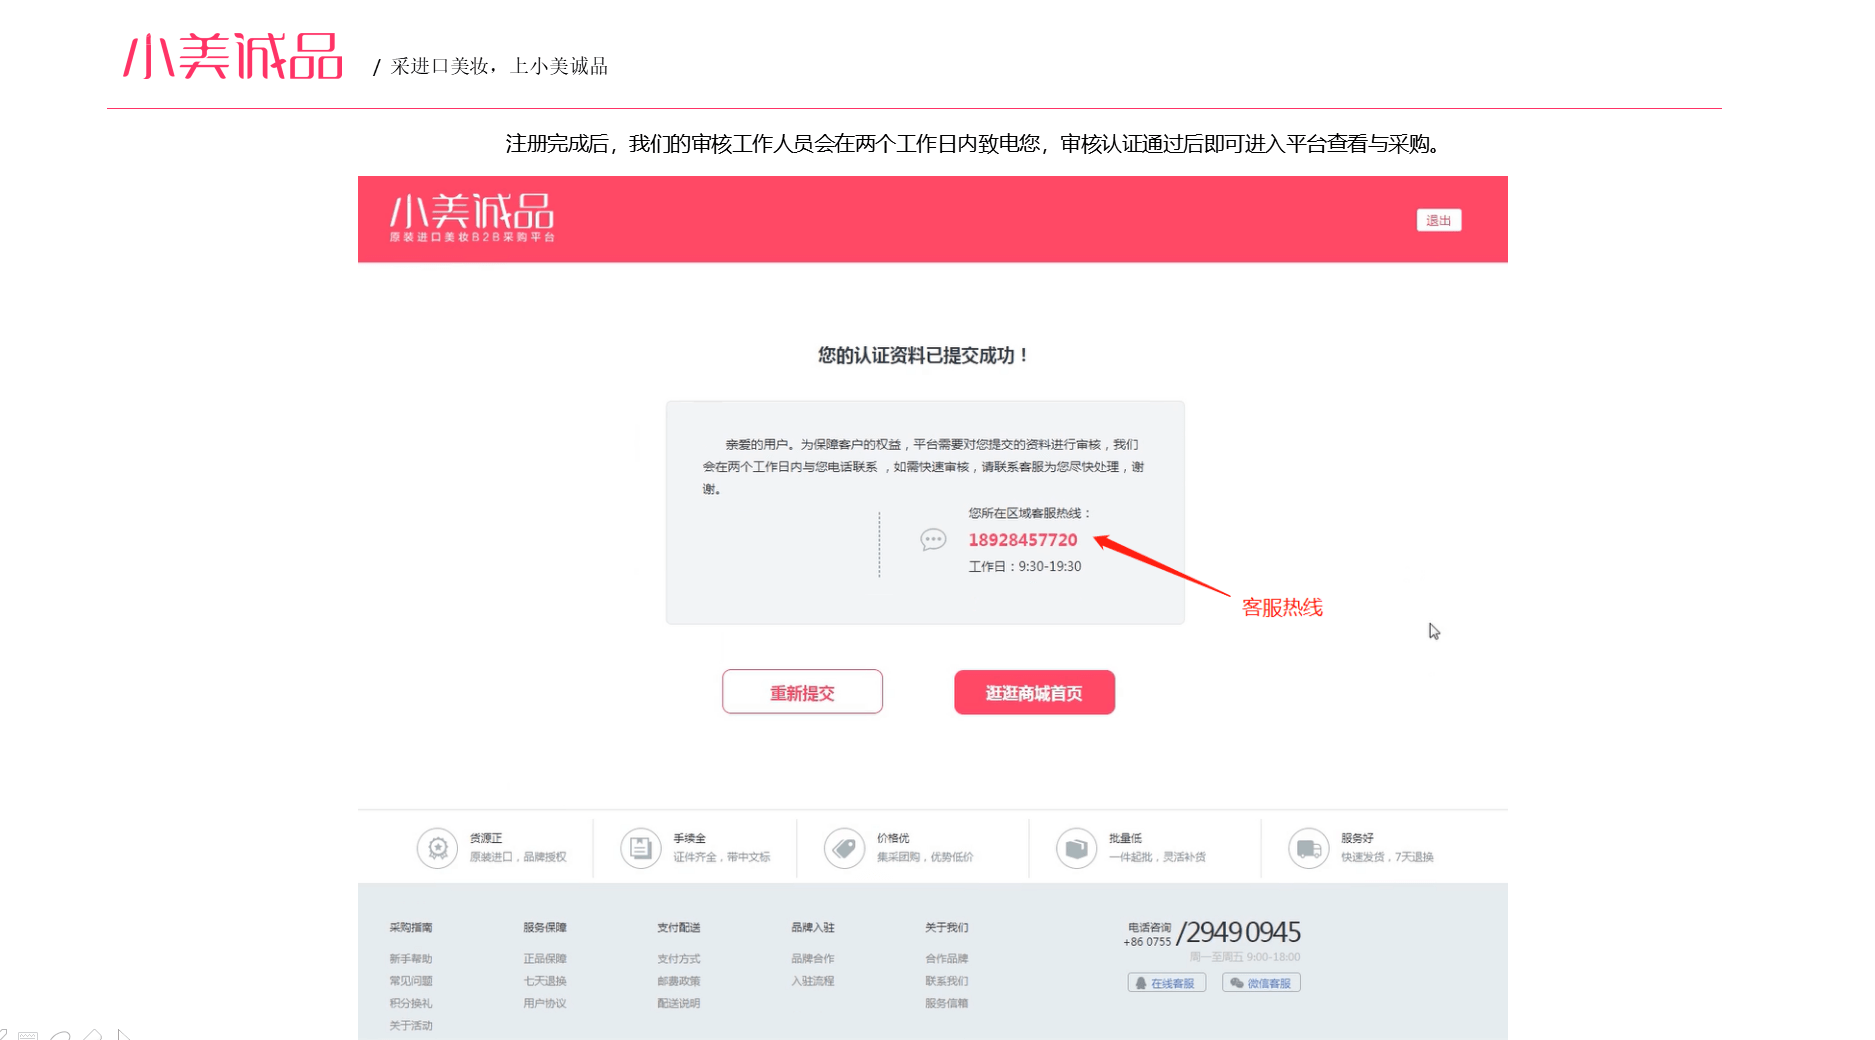 小美诚品 / 采进口美妆，上小美诚品
注册完成后，我们的审核工作人员会在两个工作日内致电您，审核认证通过后即可进入平台查看与采购。
小美诚品
原装进口美妆B2B采购平台
退出
您的认证资料已提交成功！
亲爱的用户。为保障客户的权益，平台需要对您提交的资料进行审核，我们
会在两个工作日内与您电话联系 ，如需快速审核，请联系客服为您尽快处理，谢
谢。
您所在区域客服热线：
18928457720
工作日：9:30-19:30
客服热线
重新提交
逛逛商城首页
货源正
原装进口，品牌授权
手续全
证件齐全，带中文标
价格优
集采团购，优势低价
批量低
一件起批，灵活补货
服务好
快速发货，7天退换
采购指南
新手帮助
常见问题
积分换礼
关于活动
服务保障
正品保障
七天退换
用户协议
支付配送
支付方式
邮费政策
配送说明
品牌入驻
品牌合作
入驻流程
关于我们
合作品牌
联系我们
服务信箱
电话咨询
+86 0755 /2949 0945
周一至周五 9:00-18:00
在线客服
微信客服